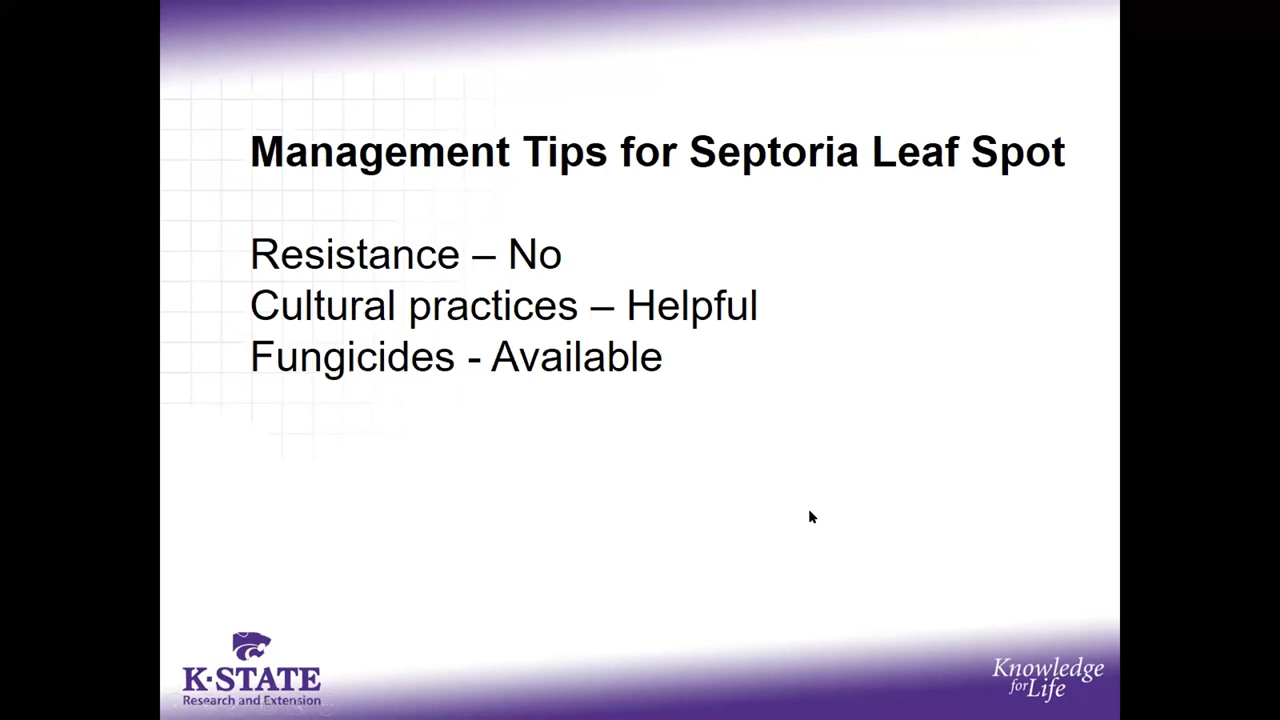 Management Tips for Septoria Leaf Spot
Resistance – No
Cultural practices – Helpful
Fungicides - Available
K-STATE
Research and Extension
Knowledge
for Life